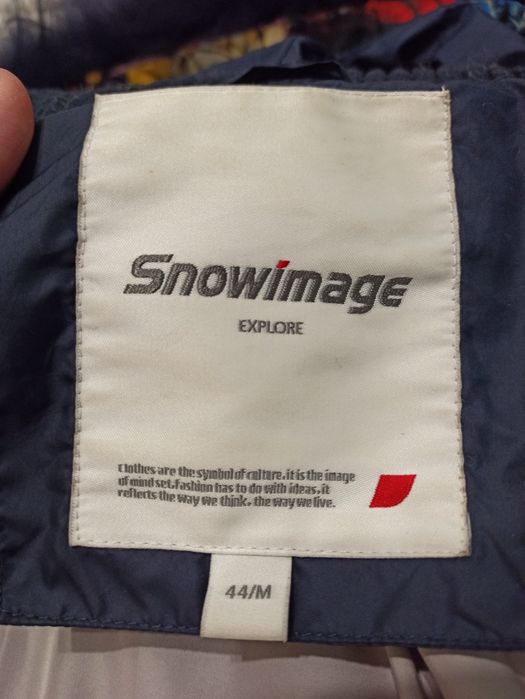 Snowimage
EXPLORE
Clothes are the symbol of culture.it is the image
of mind set.Fashion has to do with ideas.it
reflects the way we think. the way we live.
44/M